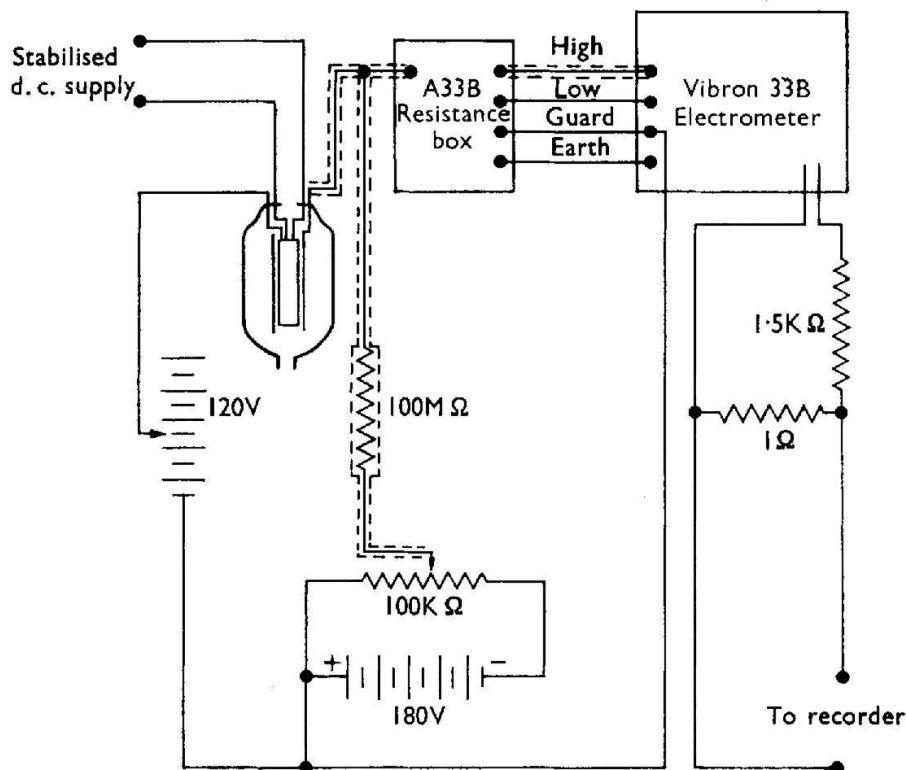 Stabilised
d. c. supply
A33B
Resistance
box
High
Low
Guard
Earth
Vibron 33B
Electrometer
1·5K Ω
120V
100M Ω
1Ω
100K Ω
+
−
180V
To recorder